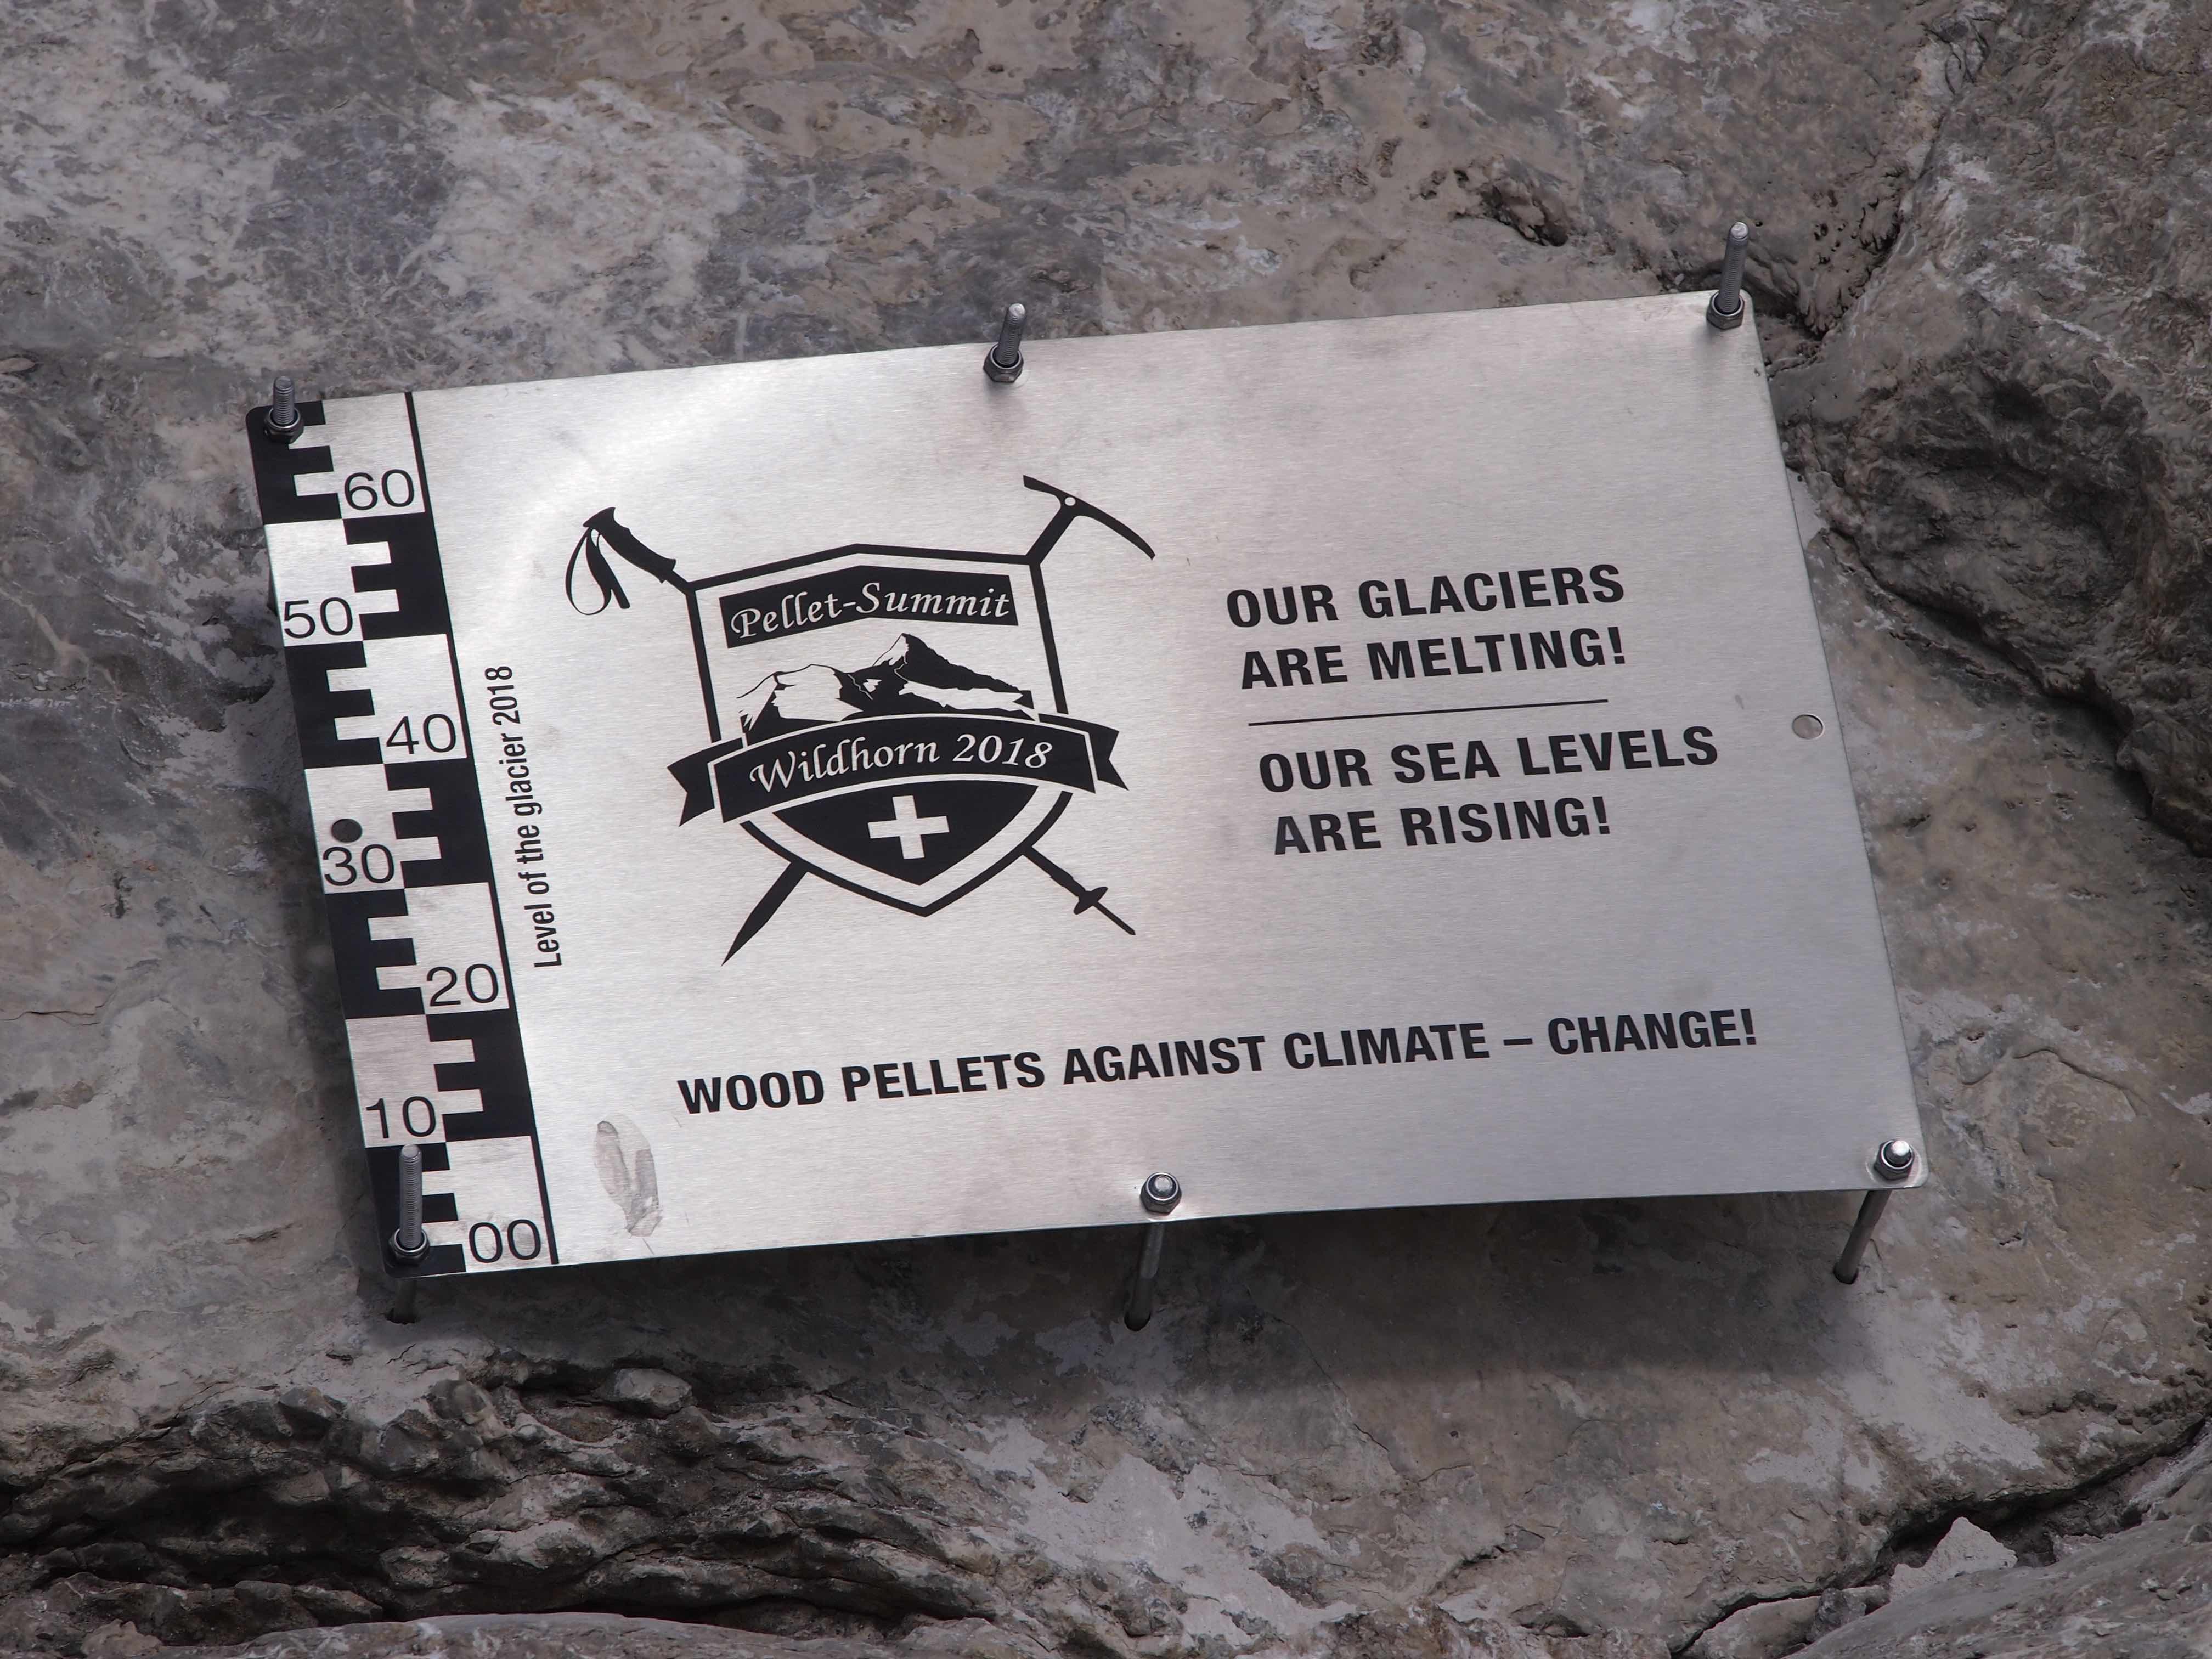 60
50
40
30
20
10
00
Level of the glacier 2018
Pellet-Summit
Wildhorn 2018
OUR GLACIERS
ARE MELTING!
OUR SEA LEVELS
ARE RISING!
WOOD PELLETS AGAINST CLIMATE – CHANGE!